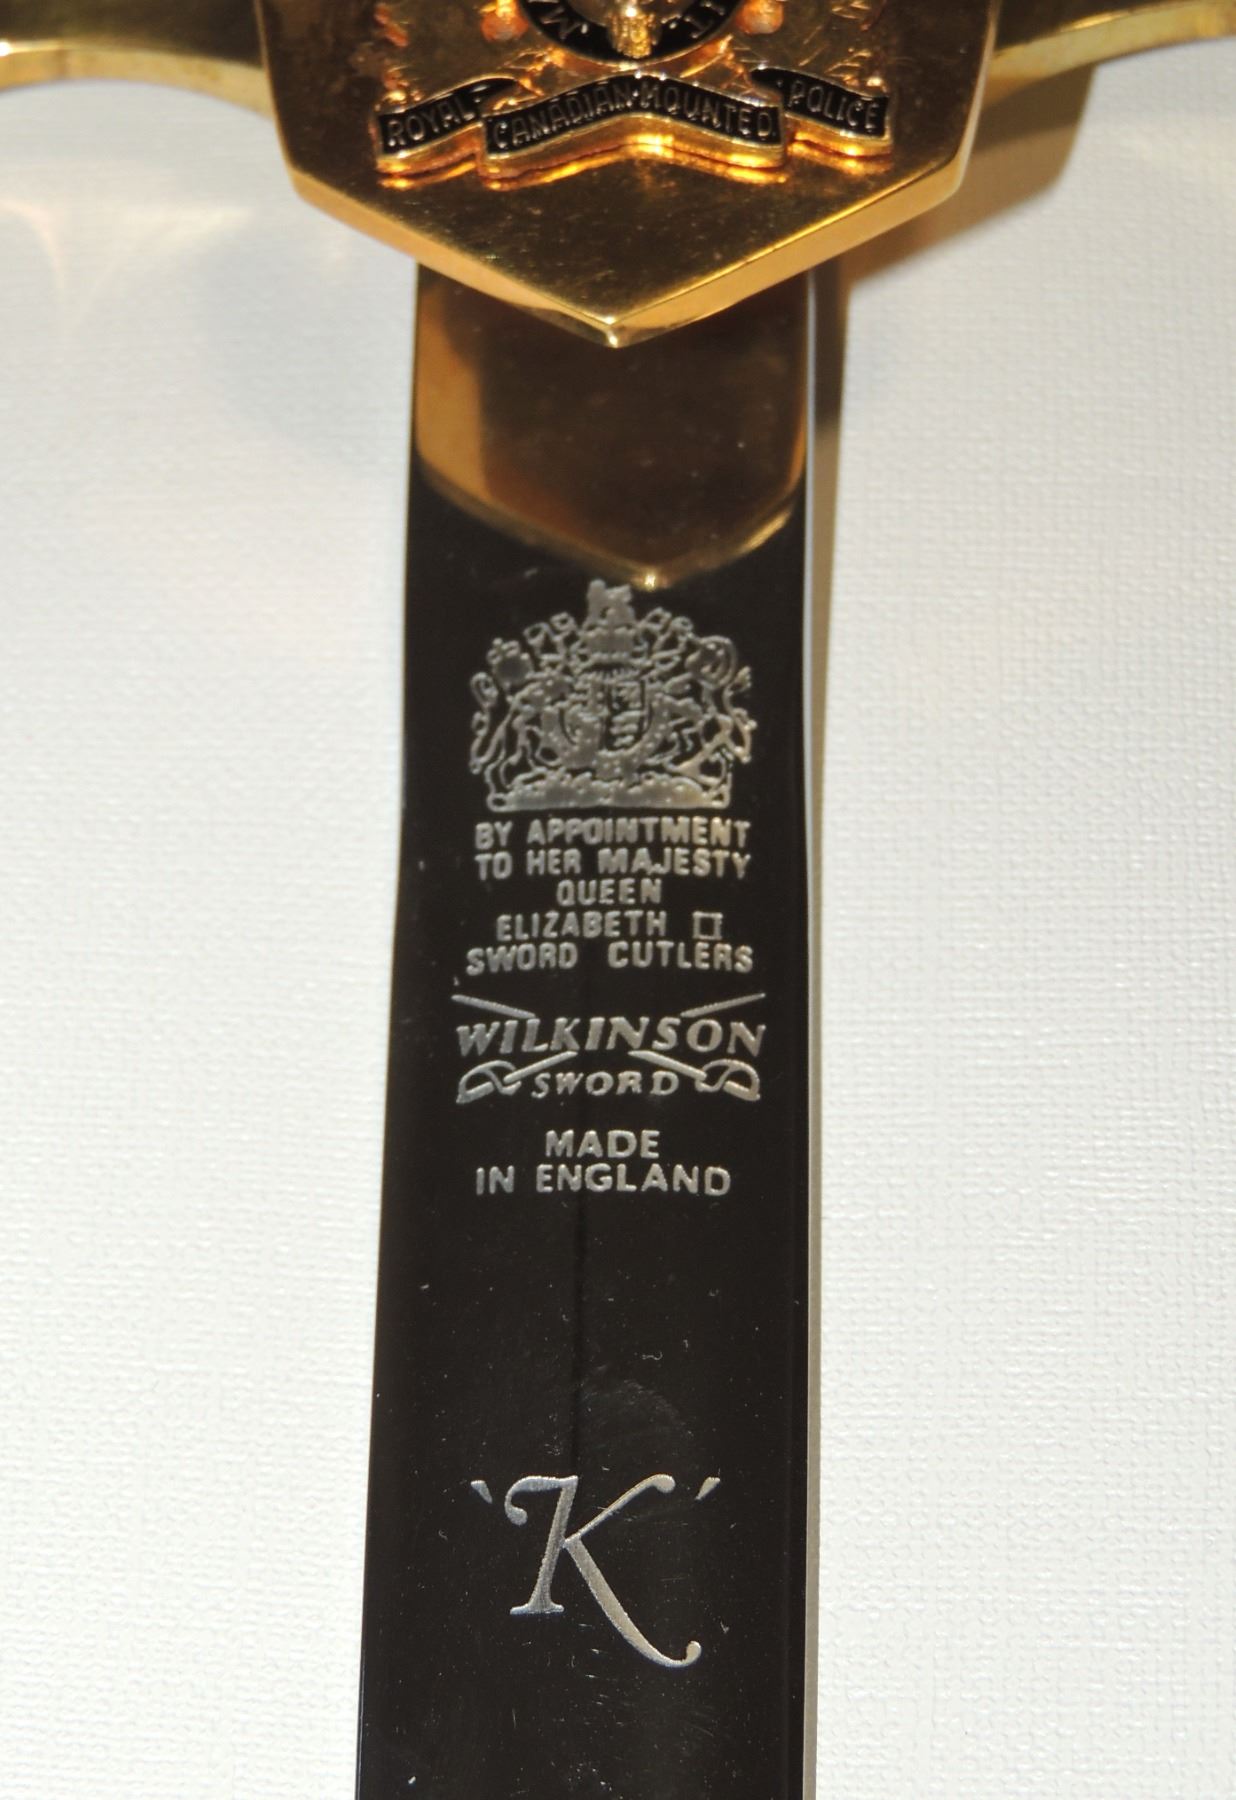 ROYAL CANADIAN·MOUNTED POLICE
BY APPOINTMENT
TO HER MAJESTY
QUEEN
ELIZABETH II
SWORD CUTLERS
WILKINSON
SWORD
MADE
IN ENGLAND
'K'